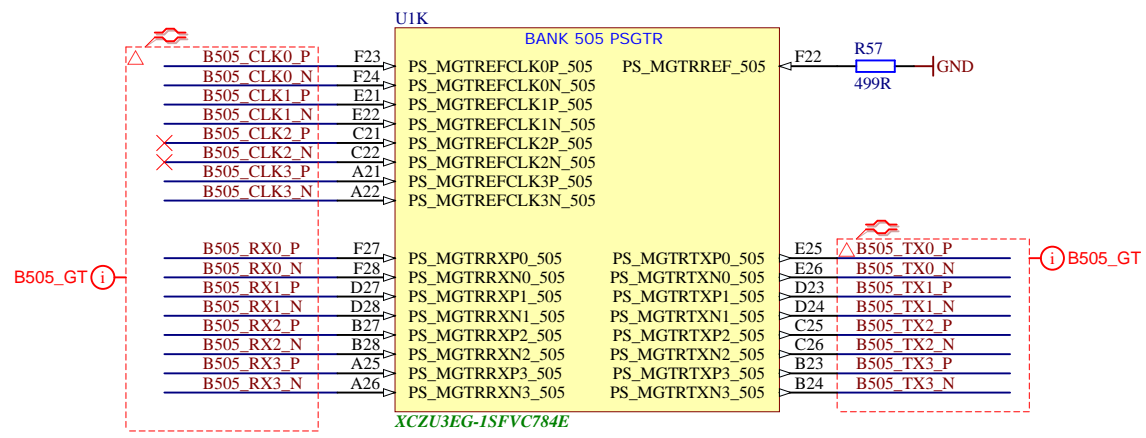 U1K
BANK 505 PSGTR
B505_CLK0_P F23 PS_MGTREFCLK0P_505 PS_MGTRREF_505 F22 R57 499R GND
B505_CLK0_N F24 PS_MGTREFCLK0N_505
B505_CLK1_P E21 PS_MGTREFCLK1P_505
B505_CLK1_N E22 PS_MGTREFCLK1N_505
B505_CLK2_P C21 PS_MGTREFCLK2P_505
B505_CLK2_N C22 PS_MGTREFCLK2N_505
B505_CLK3_P A21 PS_MGTREFCLK3P_505
B505_CLK3_N A22 PS_MGTREFCLK3N_505
B505_RX0_P F27 PS_MGTRRXP0_505 PS_MGTRTXP0_505 E25 B505_TX0_P
B505_GT i B505_RX0_N F28 PS_MGTRRXN0_505 PS_MGTRTXN0_505 E26 B505_TX0_N i B505_GT
B505_RX1_P D27 PS_MGTRRXP1_505 PS_MGTRTXP1_505 D23 B505_TX1_P
B505_RX1_N D28 PS_MGTRRXN1_505 PS_MGTRTXN1_505 D24 B505_TX1_N
B505_RX2_P B27 PS_MGTRRXP2_505 PS_MGTRTXP2_505 C25 B505_TX2_P
B505_RX2_N B28 PS_MGTRRXN2_505 PS_MGTRTXN2_505 C26 B505_TX2_N
B505_RX3_P A25 PS_MGTRRXP3_505 PS_MGTRTXP3_505 B23 B505_TX3_P
B505_RX3_N A26 PS_MGTRRXN3_505 PS_MGTRTXN3_505 B24 B505_TX3_N
XCZU3EG-1SFVC784E